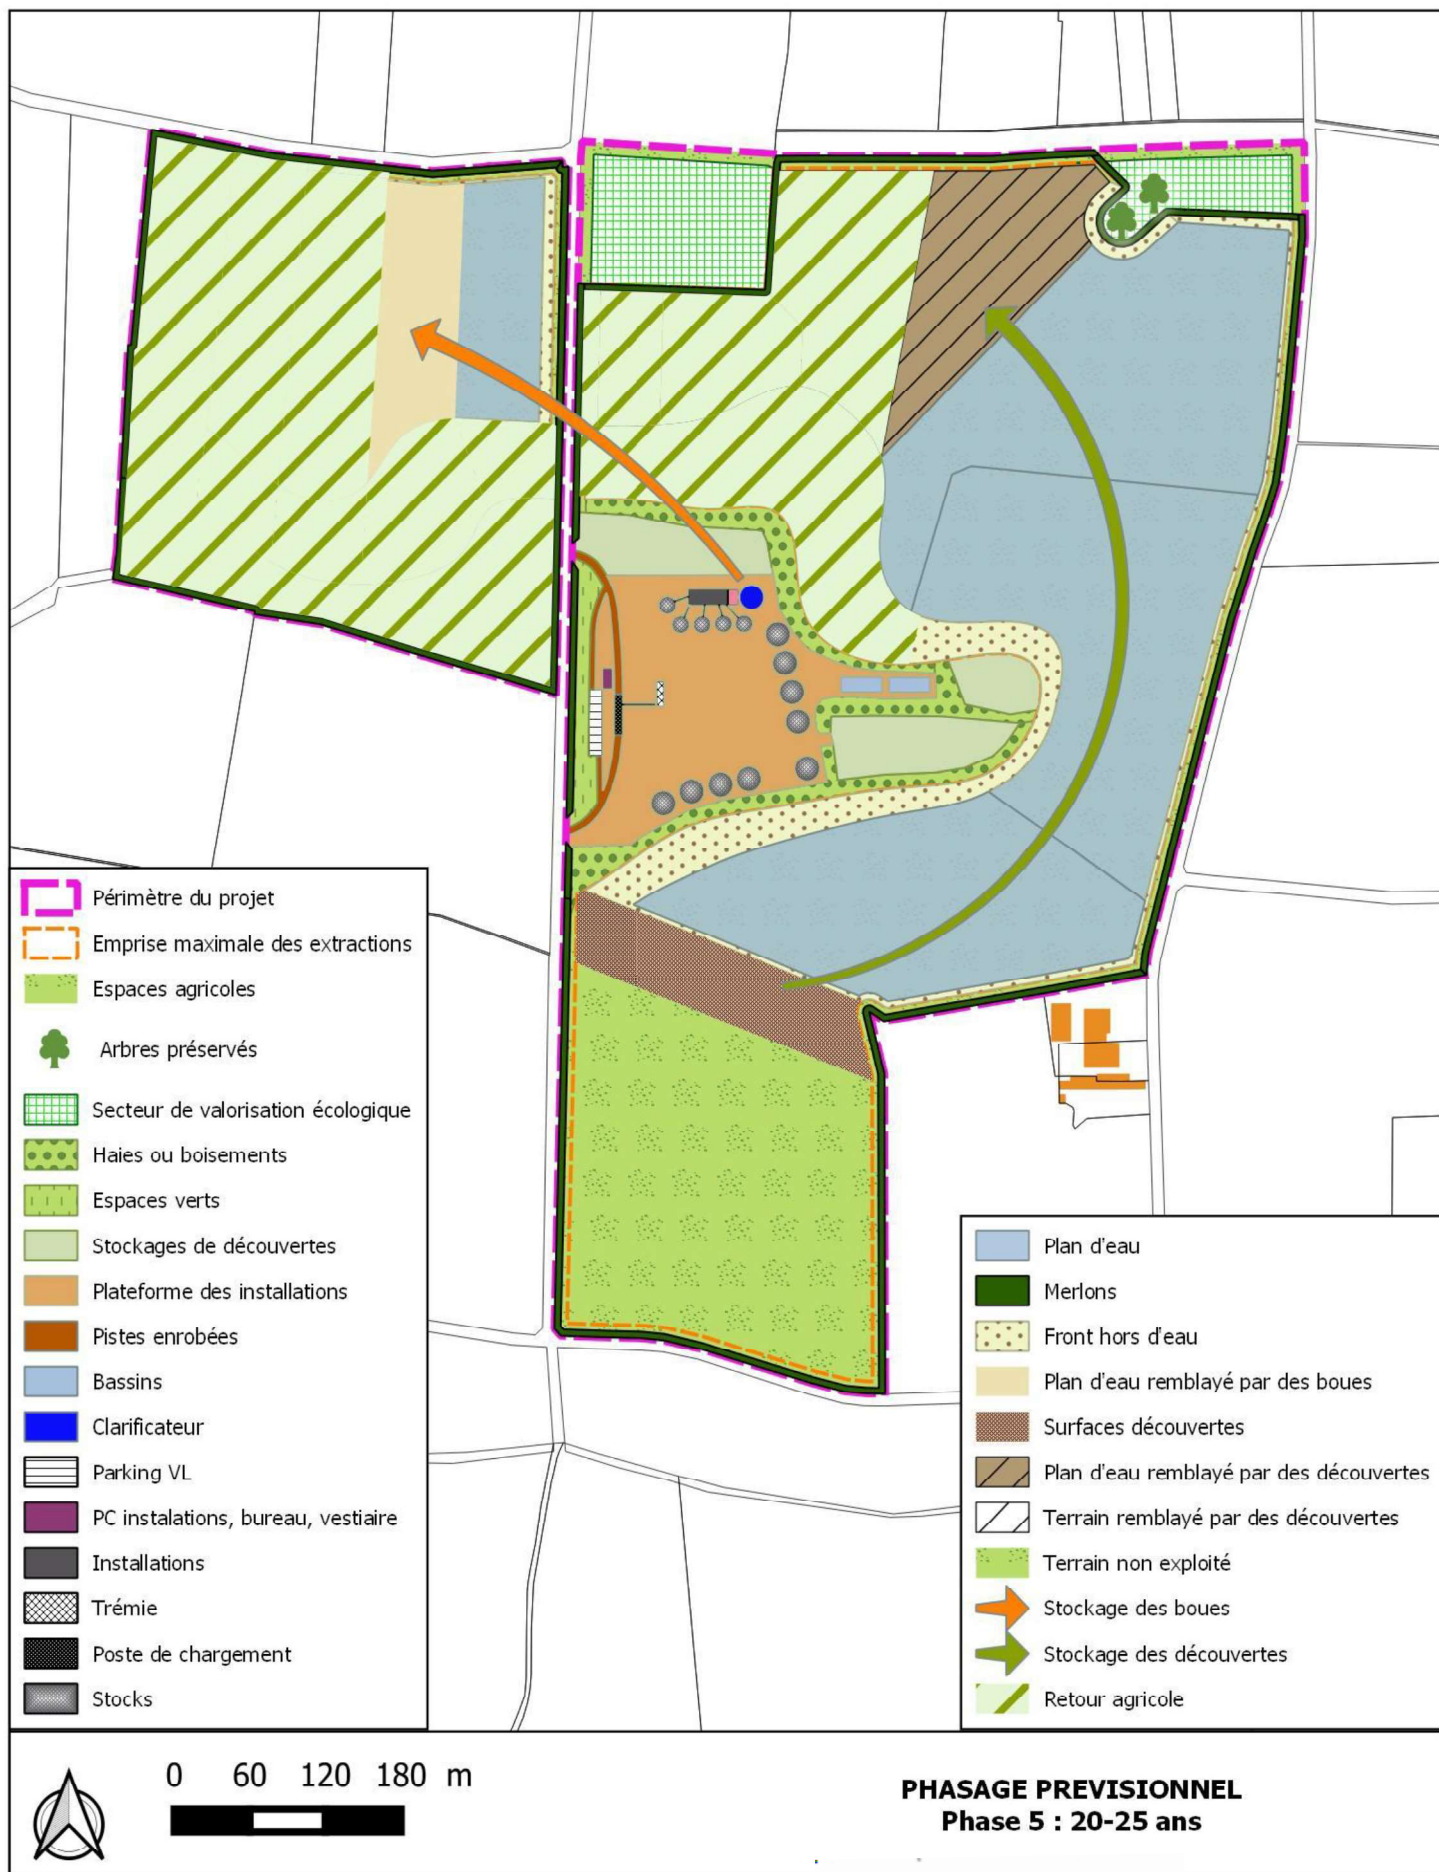 Périmètre du projet
Emprise maximale des extractions
Espaces agricoles
Arbres préservés
Secteur de valorisation écologique
Haies ou boisements
Espaces verts
Stockages de découvertes
Plateforme des installations
Pistes enrobées
Bassins
Clarificateur
Parking VL
PC instalations, bureau, vestiaire
Installations
Trémie
Poste de chargement
Stocks
Plan d'eau
Merlons
Front hors d'eau
Plan d'eau remblayé par des boues
Surfaces découvertes
Plan d'eau remblayé par des découvertes
Terrain remblayé par des découvertes
Terrain non exploité
Stockage des boues
Stockage des découvertes
Retour agricole
0 60 120 180 m
PHASAGE PREVISIONNEL
Phase 5 : 20-25 ans